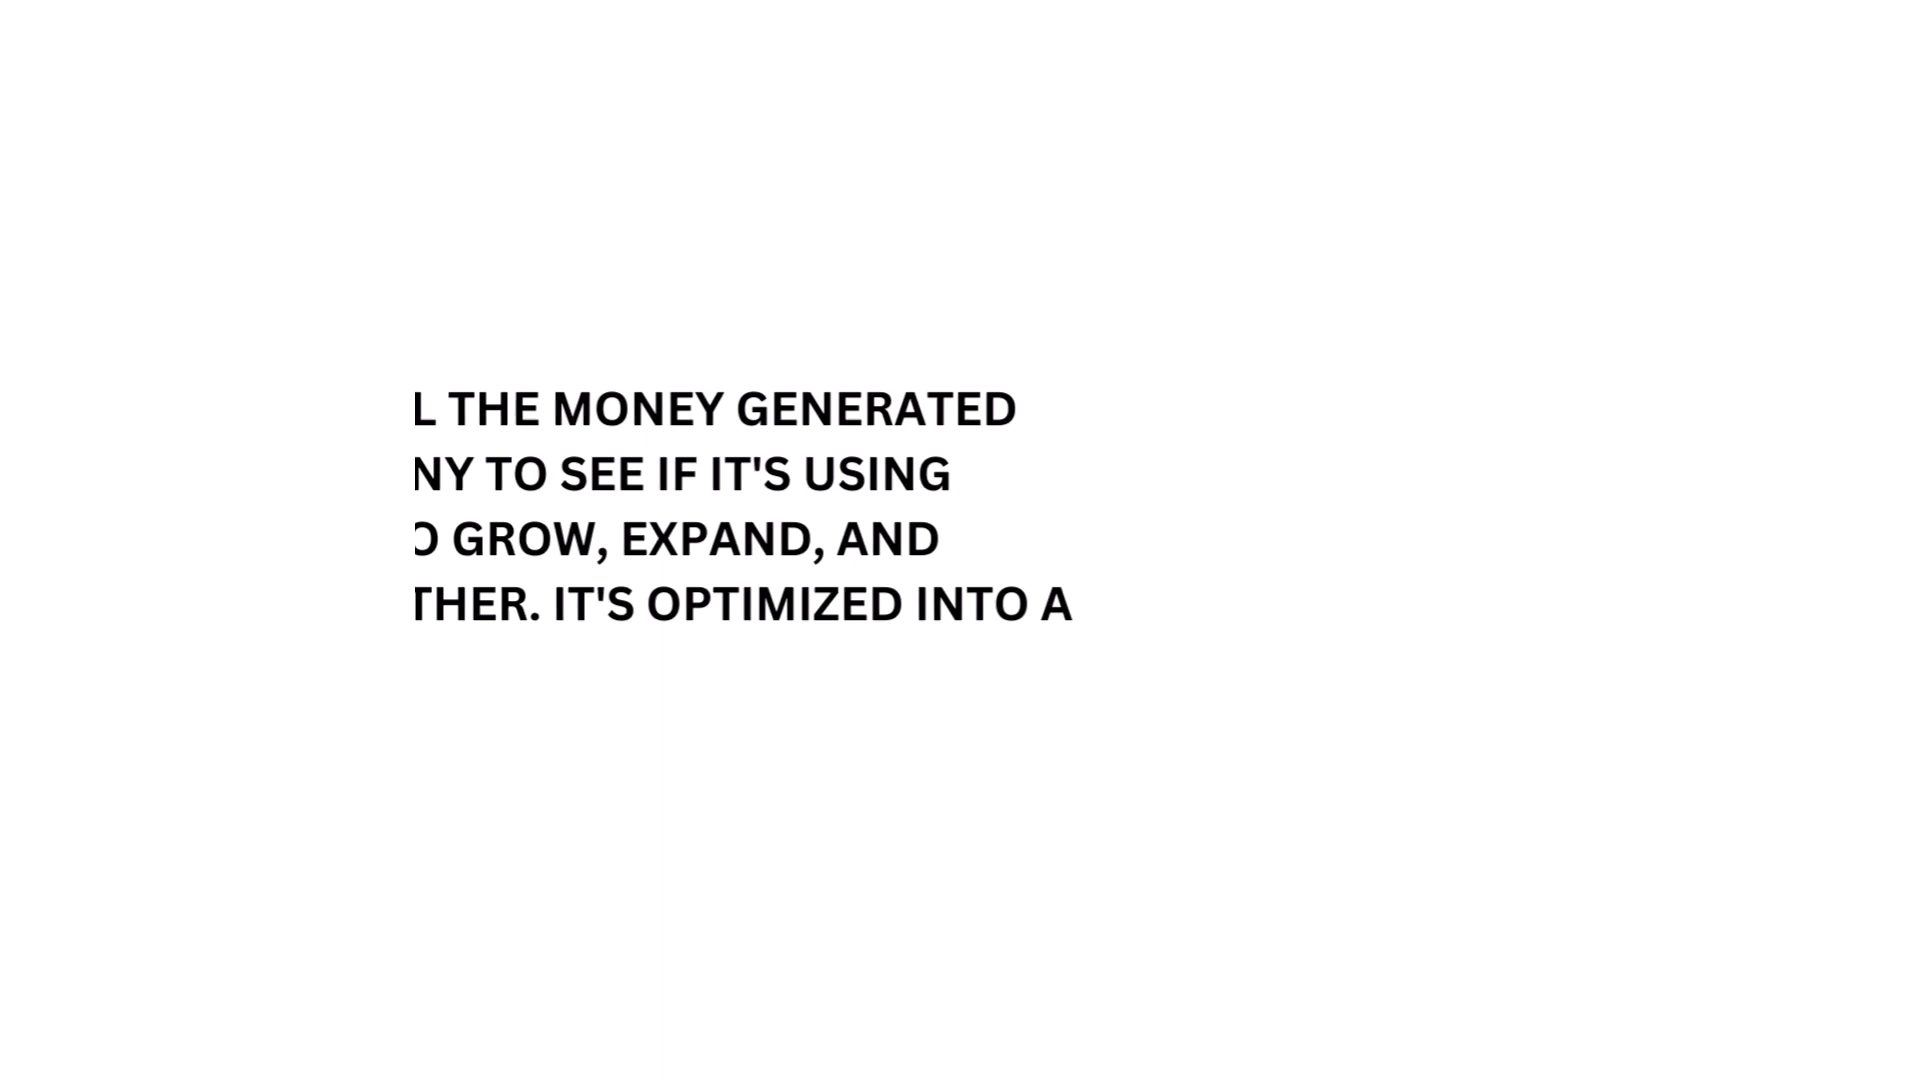 L THE MONEY GENERATED
NY TO SEE IF IT'S USING
O GROW, EXPAND, AND
THER. IT'S OPTIMIZED INTO A